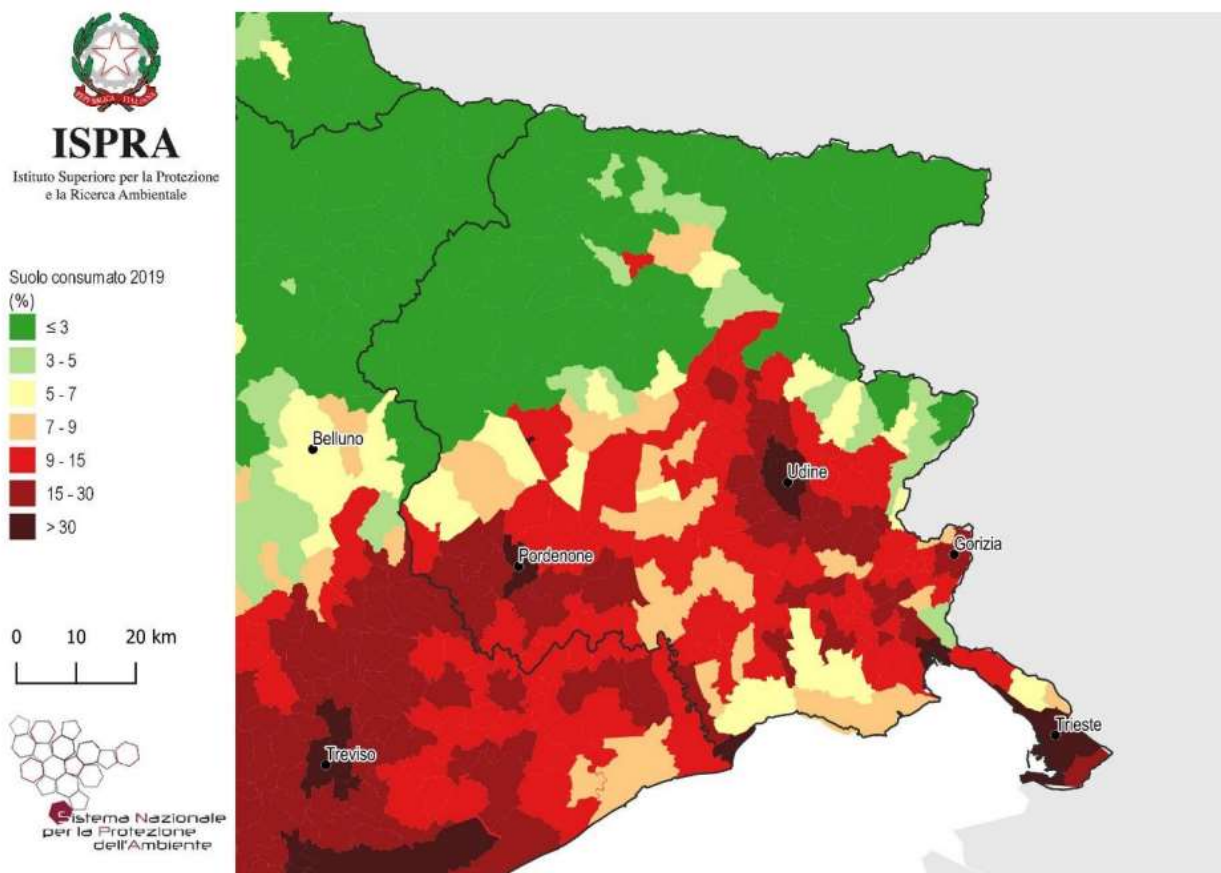 REPVBBLICA ITALIANA
ISPRA
Istituto Superiore per la Protezione
e la Ricerca Ambientale
Suolo consumato 2019
(%)
≤ 3
3 - 5
5 - 7
7 - 9
9 - 15
15 - 30
> 30
0 10 20 km
Sistema Nazionale
per la Protezione
dell'Ambiente
Belluno
Udine
Pordenone
Gorizia
Treviso
Trieste